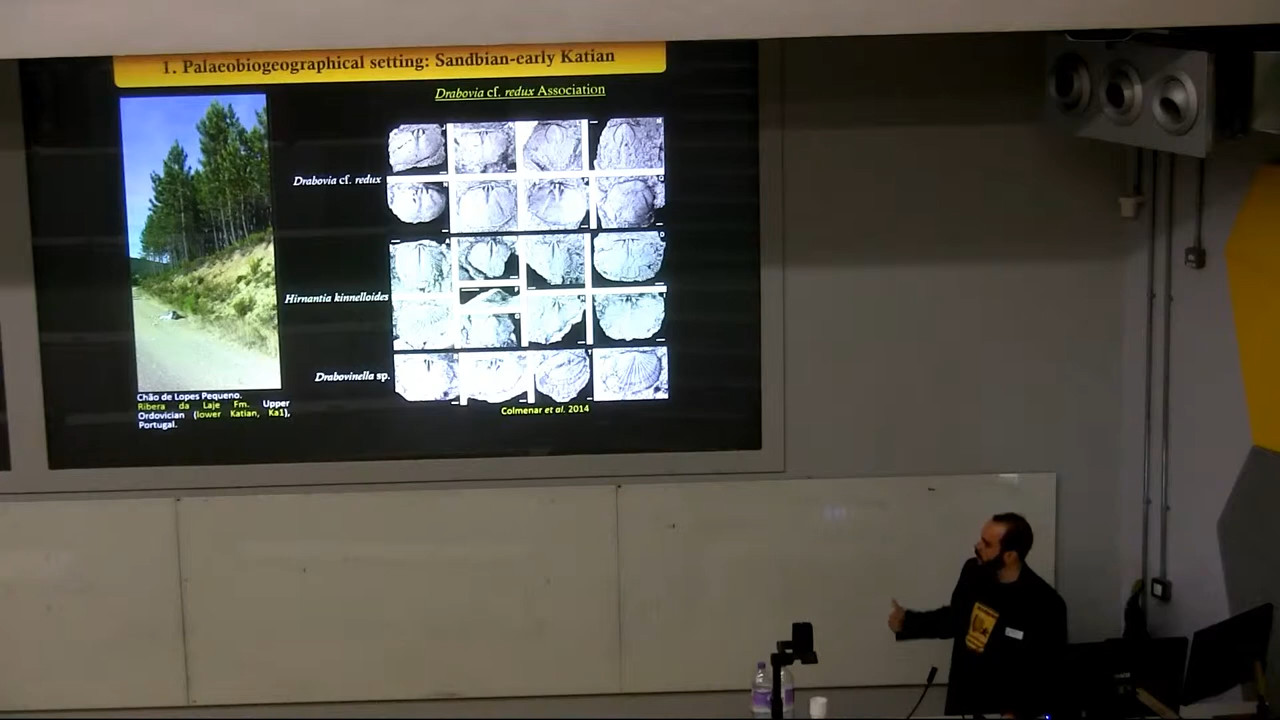 1. Palaeobiogeographical setting: Sandbian-early Katian
Drabovia cf. redux Association
Drabovia cf. redux
Hirnantia kinnelloides
Drabovinella sp.
Chão de Lopes Pequeno.
Ribera da Laje Fm. Upper
Ordovician (lower Katian, Ka1),
Portugal.
Colmenar et al. 2014